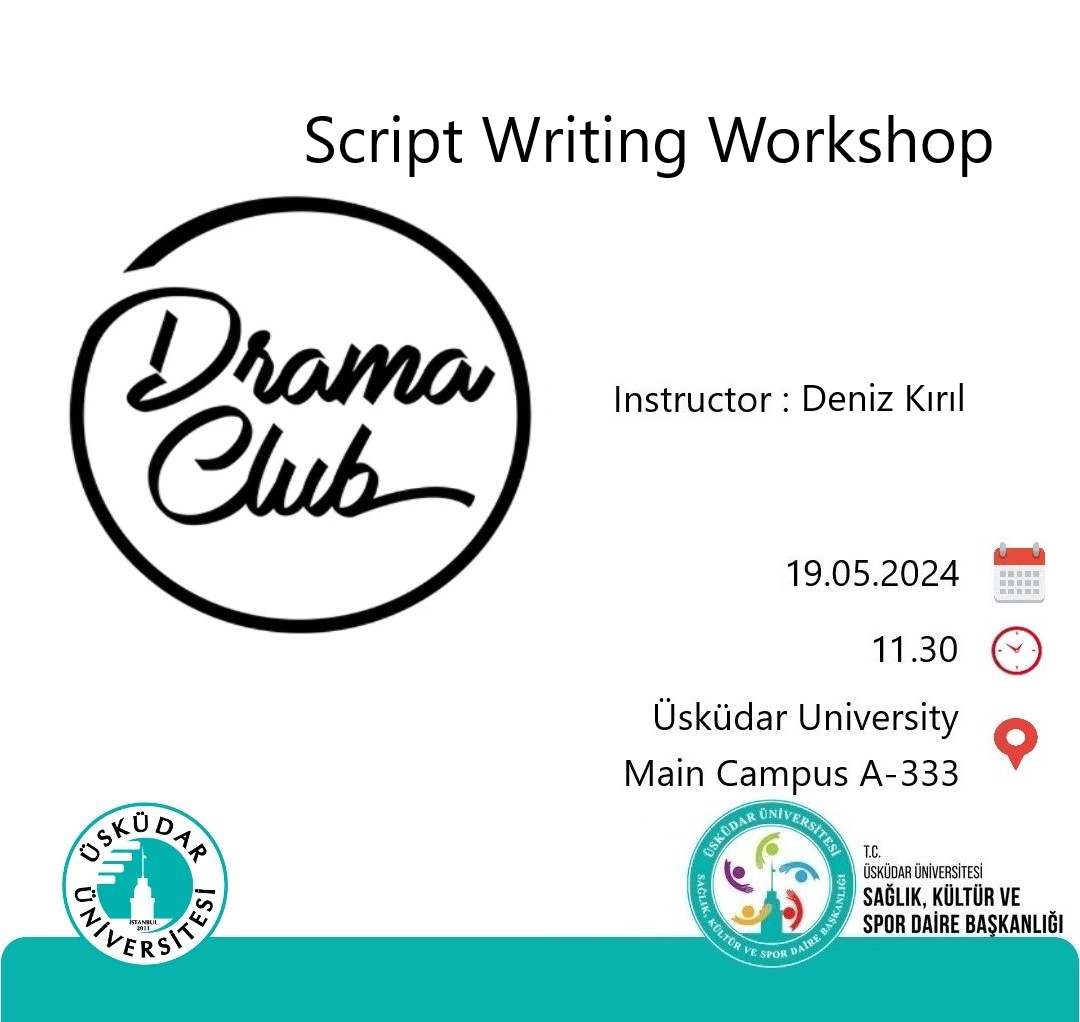 Script Writing Workshop
Drama
Club
Instructor : Deniz Kırıl
19.05.2024
11.30
Üsküdar University
Main Campus A-333
ÜSKÜDAR
ÜNİVERSİTESİ
İSTANBUL
2011
ÜSKÜDAR ÜNİVERSİTESİ
SAĞLIK, KÜLTÜR VE SPOR DAİRE BAŞKANLIĞI
T.C.
ÜSKÜDAR ÜNİVERSİTESİ
SAĞLIK, KÜLTÜR VE
SPOR DAİRE BAŞKANLIĞI